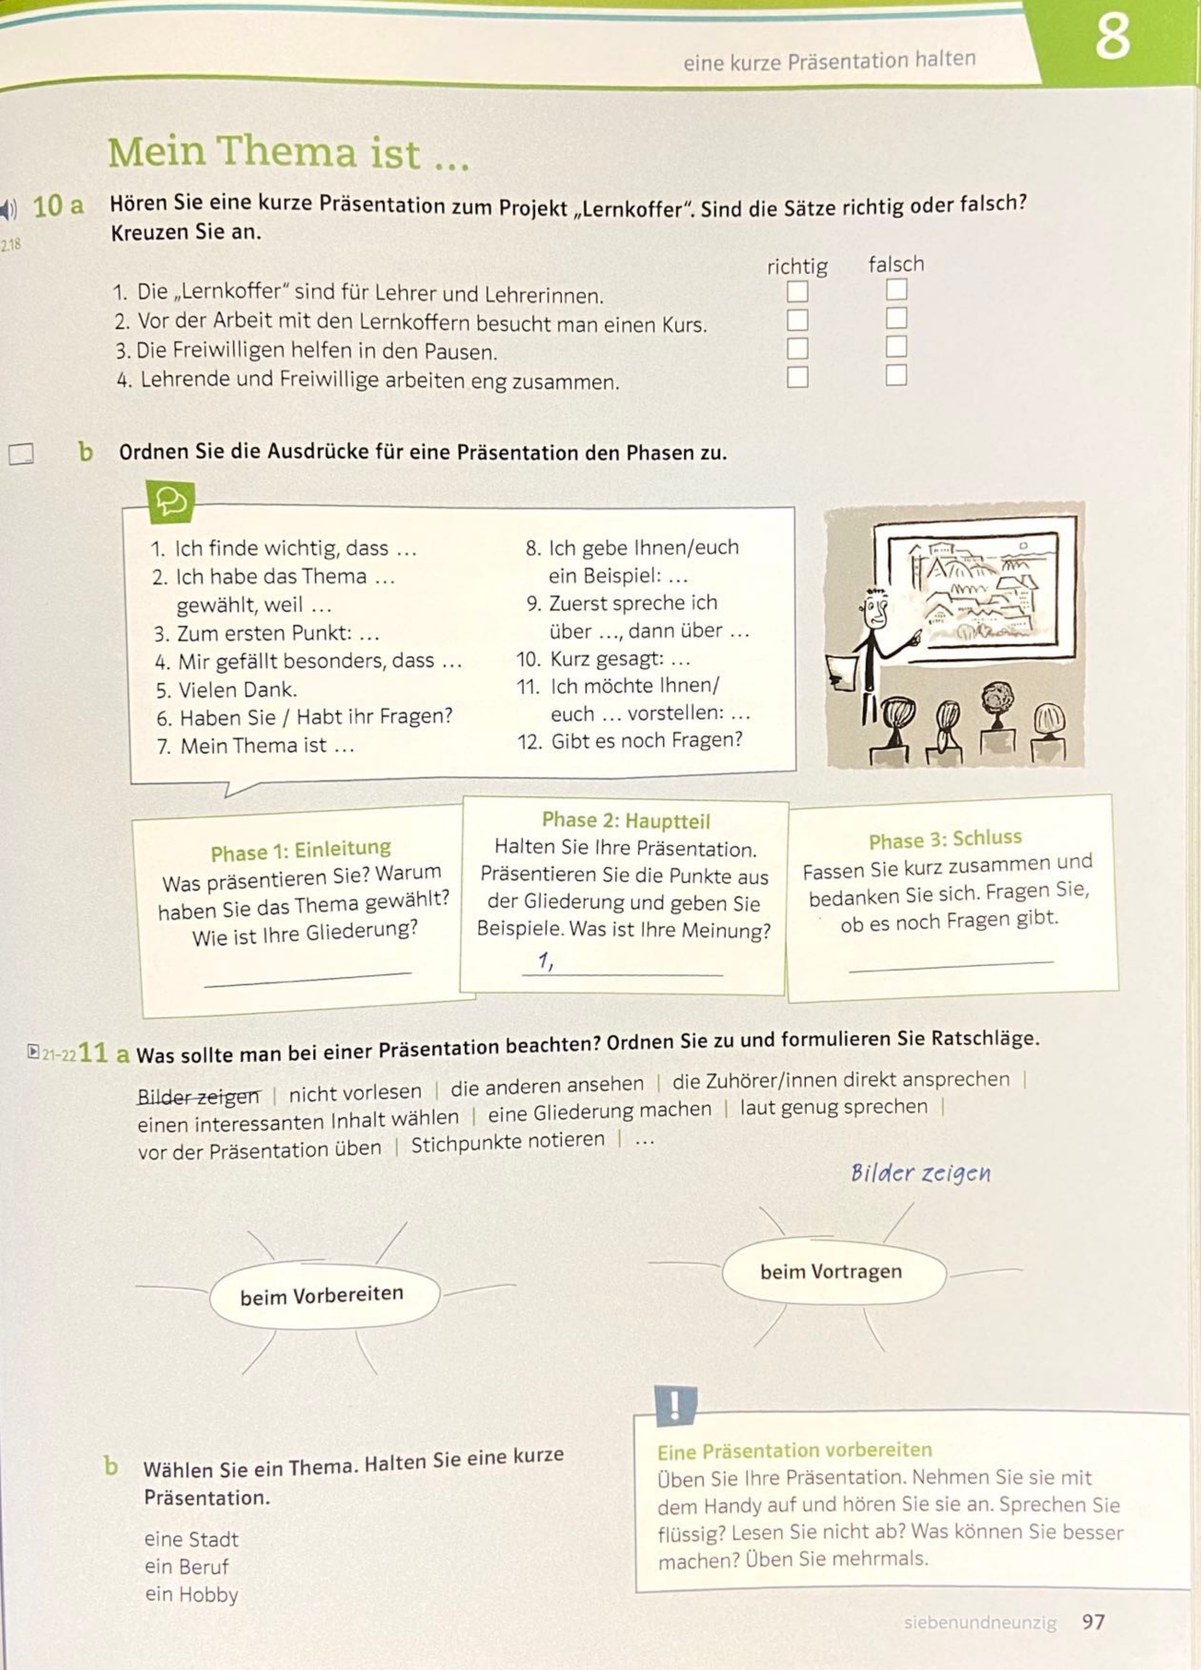 eine kurze Präsentation halten
8
Mein Thema ist ...
10 a Hören Sie eine kurze Präsentation zum Projekt „Lernkoffer“. Sind die Sätze richtig oder falsch?
2.18
Kreuzen Sie an.
richtig falsch
1. Die „Lernkoffer“ sind für Lehrer und Lehrerinnen.
2. Vor der Arbeit mit den Lernkoffern besucht man einen Kurs.
3. Die Freiwilligen helfen in den Pausen.
4. Lehrende und Freiwillige arbeiten eng zusammen.
b Ordnen Sie die Ausdrücke für eine Präsentation den Phasen zu.
1. Ich finde wichtig, dass ...
2. Ich habe das Thema ...
gewählt, weil ...
3. Zum ersten Punkt: ...
4. Mir gefällt besonders, dass ...
5. Vielen Dank.
6. Haben Sie / Habt ihr Fragen?
7. Mein Thema ist ...
8. Ich gebe Ihnen/euch
ein Beispiel: ...
9. Zuerst spreche ich
über ..., dann über ...
10. Kurz gesagt: ...
11. Ich möchte Ihnen/
euch ... vorstellen: ...
12. Gibt es noch Fragen?
Phase 1: Einleitung
Was präsentieren Sie? Warum
haben Sie das Thema gewählt?
Wie ist Ihre Gliederung?
Phase 2: Hauptteil
Halten Sie Ihre Präsentation.
Präsentieren Sie die Punkte aus
der Gliederung und geben Sie
Beispiele. Was ist Ihre Meinung?
1,
Phase 3: Schluss
Fassen Sie kurz zusammen und
bedanken Sie sich. Fragen Sie,
ob es noch Fragen gibt.
21-22 11 a Was sollte man bei einer Präsentation beachten? Ordnen Sie zu und formulieren Sie Ratschläge.
Bilder zeigen | nicht vorlesen | die anderen ansehen | die Zuhörer/innen direkt ansprechen |
einen interessanten Inhalt wählen | eine Gliederung machen | laut genug sprechen |
vor der Präsentation üben | Stichpunkte notieren | ...
Bilder zeigen
beim Vorbereiten
beim Vortragen
b Wählen Sie ein Thema. Halten Sie eine kurze
Präsentation.
eine Stadt
ein Beruf
ein Hobby
!
Eine Präsentation vorbereiten
Üben Sie Ihre Präsentation. Nehmen Sie sie mit
dem Handy auf und hören Sie sie an. Sprechen Sie
flüssig? Lesen Sie nicht ab? Was können Sie besser
machen? Üben Sie mehrmals.
siebenundneunzig 97